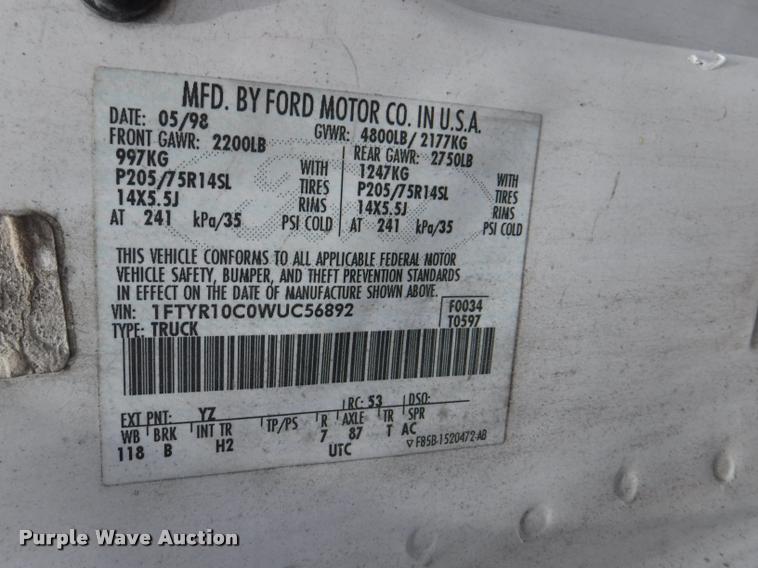 MFD. BY FORD MOTOR CO. IN U.S.A.
DATE: 05/98 GVWR: 4800LB/ 2177KG
FRONT GAWR: 2200LB REAR GAWR: 2750LB
997KG WITH 1247KG WITH
P205/75R14SL TIRES P205/75R14SL TIRES
14X5.5J RIMS 14X5.5J RIMS
AT 241 kPa/35 PSI COLD AT 241 kPa/35 PSI COLD
THIS VEHICLE CONFORMS TO ALL APPLICABLE FEDERAL MOTOR
VEHICLE SAFETY, BUMPER, AND THEFT PREVENTION STANDARDS
IN EFFECT ON THE DATE OF MANUFACTURE SHOWN ABOVE.
VIN: 1FTYR10C0WUC56892 F0034
TYPE: TRUCK T0597
EXT PNT: YZ RC: 53 DSO:
WB BRK INT TR TP/PS R AXLE TR SPR
118 B H2 7 87 T AC
UTC ▽ F85B-1520472-AB
Purple Wave Auction